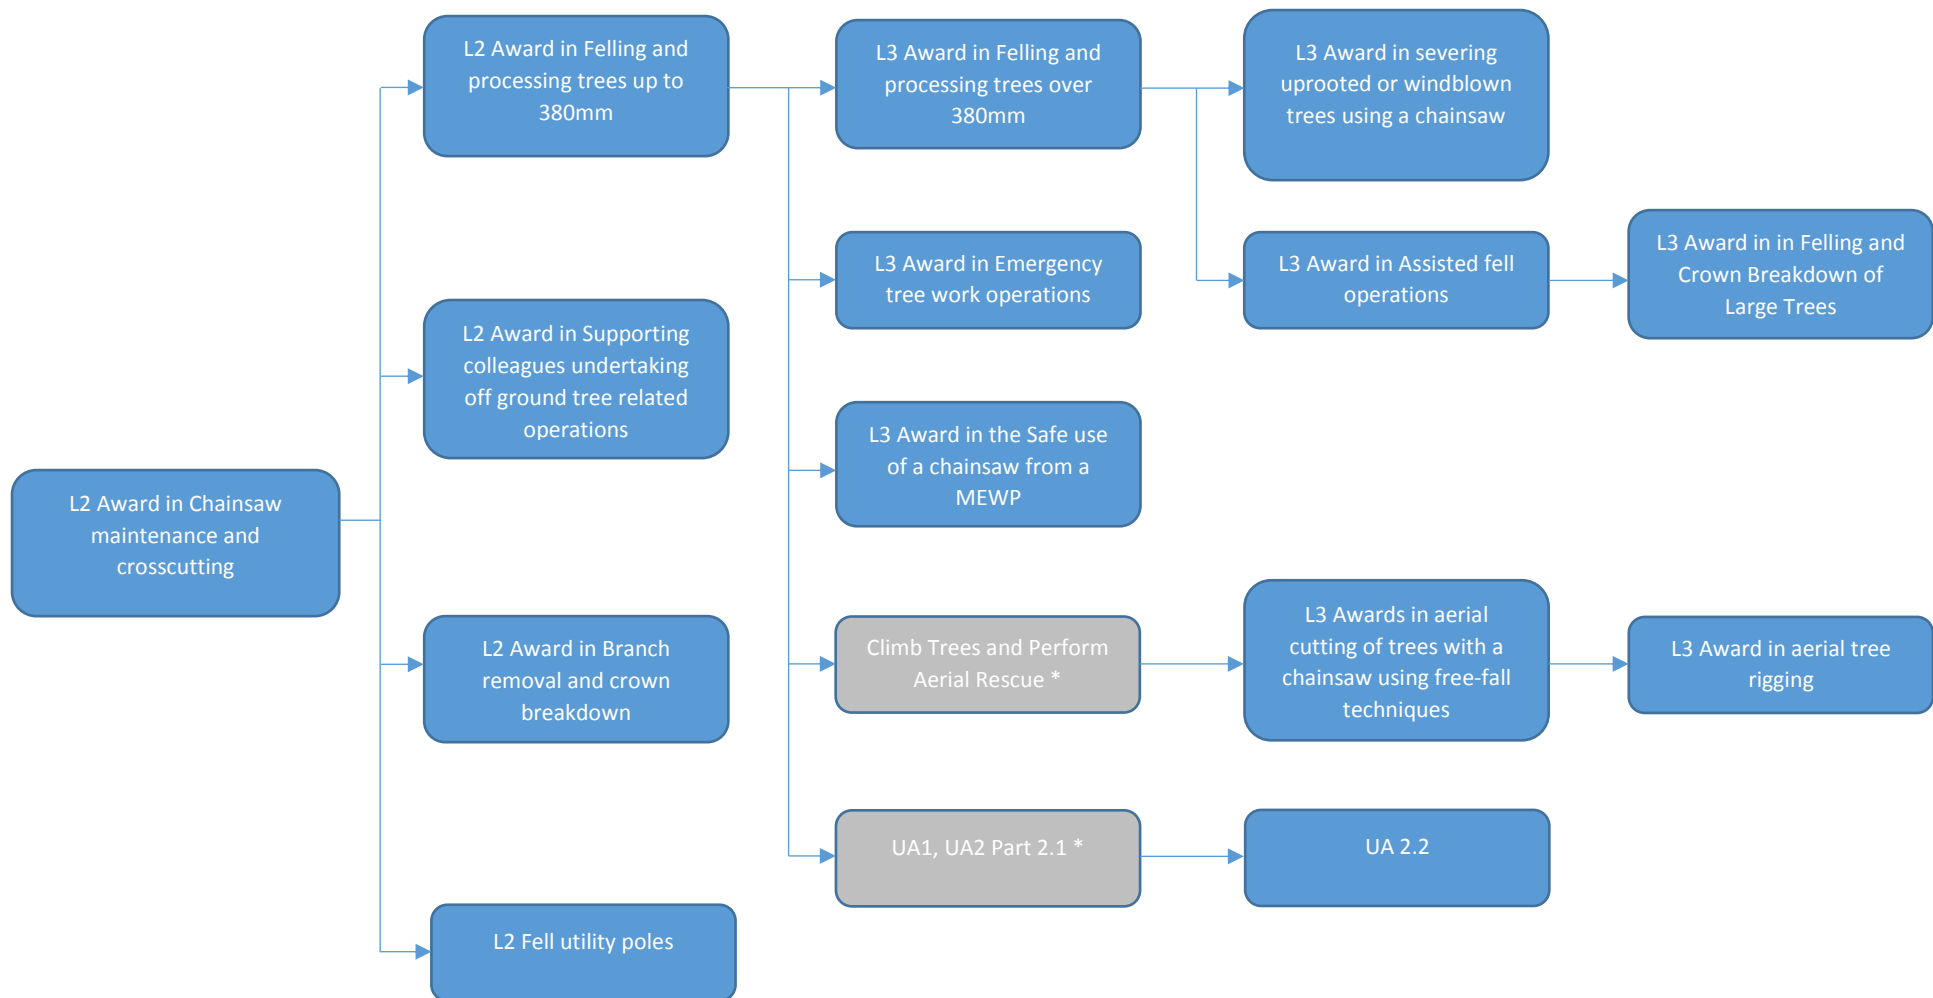 L2 Award in Chainsaw
maintenance and
crosscutting
L2 Award in Felling and
processing trees up to
380mm
L2 Award in Supporting
colleagues undertaking
off ground tree related
operations
L2 Award in Branch
removal and crown
breakdown
L2 Fell utility poles
L3 Award in Felling and
processing trees over
380mm
L3 Award in Emergency
tree work operations
L3 Award in the Safe use
of a chainsaw from a
MEWP
Climb Trees and Perform
Aerial Rescue *
UA1, UA2 Part 2.1 *
L3 Award in severing
uprooted or windblown
trees using a chainsaw
L3 Award in Assisted fell
operations
L3 Awards in aerial
cutting of trees with a
chainsaw using free-fall
techniques
UA 2.2
L3 Award in in Felling and
Crown Breakdown of
Large Trees
L3 Award in aerial tree
rigging